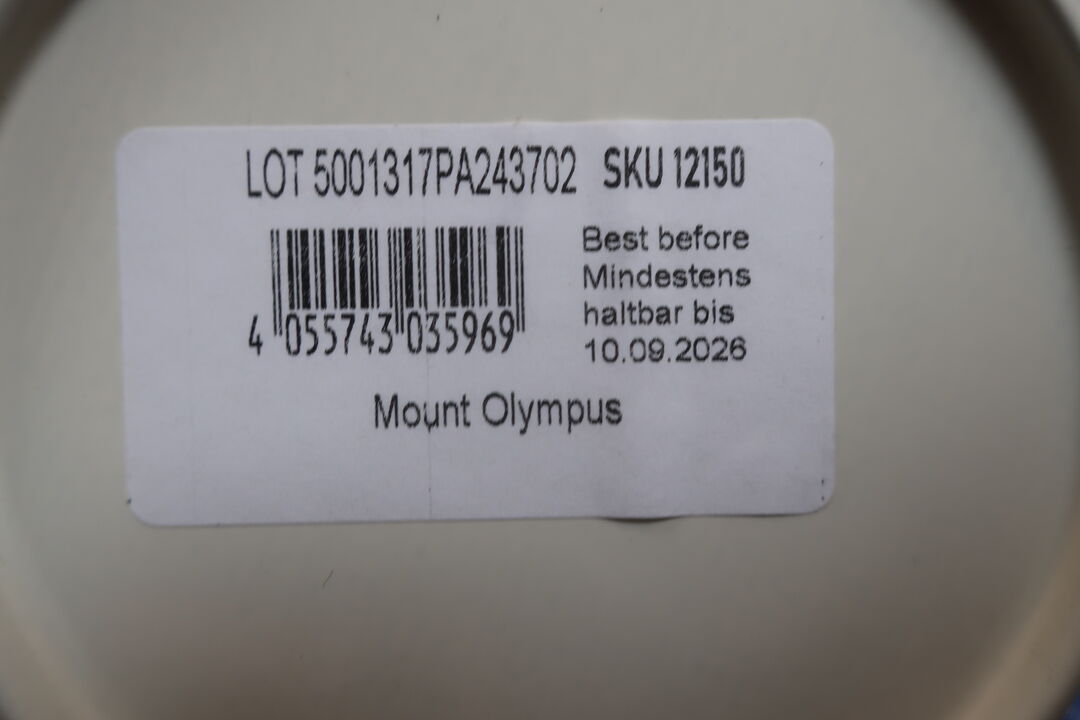 LOT 5001317PA243702 SKU 12150
Best before
Mindestens
haltbar bis
10.09.2026
4 055743 035969
Mount Olympus